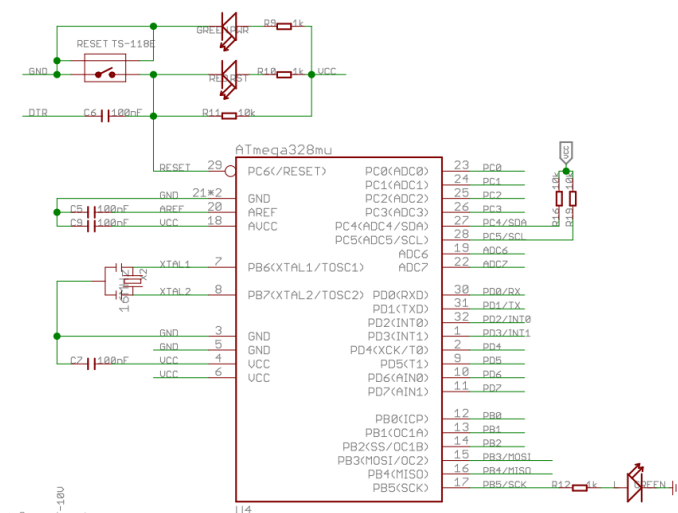 GREEN PWR R9 1k
RESET TS-118E
GND RED RST R10 1k VCC
DTR C6 100nF R11 10k
ATmega328mu
VCC
RESET 29 PC6(/RESET) PC0(ADC0) 23 PC0
PC1(ADC1) 24 PC1
GND 21*2 GND PC2(ADC2) 25 PC2
C5 100nF AREF 20 AREF PC3(ADC3) 26 PC3
C9 100nF VCC 18 AVCC PC4(ADC4/SDA) 27 PC4/SDA R16 10k R19 10k
PC5(ADC5/SCL) 28 PC5/SCL
ADC6 19 ADC6
XTAL1 7 PB6(XTAL1/TOSC1) ADC7 22 ADC7
X2
XTAL2 8 PB7(XTAL2/TOSC2) PD0(RXD) 30 PD0/RX
PD1(TXD) 31 PD1/TX
PD2(INT0) 32 PD2/INT0
GND 3 GND PD3(INT1) 1 PD3/INT1
GND 5 GND PD4(XCK/T0) 2 PD4
C7 100nF VCC 4 VCC PD5(T1) 9 PD5
VCC 6 VCC PD6(AIN0) 10 PD6
PD7(AIN1) 11 PD7
PB0(ICP) 12 PB0
PB1(OC1A) 13 PB1
PB2(SS/OC1B) 14 PB2
PB3(MOSI/OC2) 15 PB3/MOSI
PB4(MISO) 16 PB4/MISO
PB5(SCK) 17 PB5/SCK R12 1k L GREEN
-10V
U4